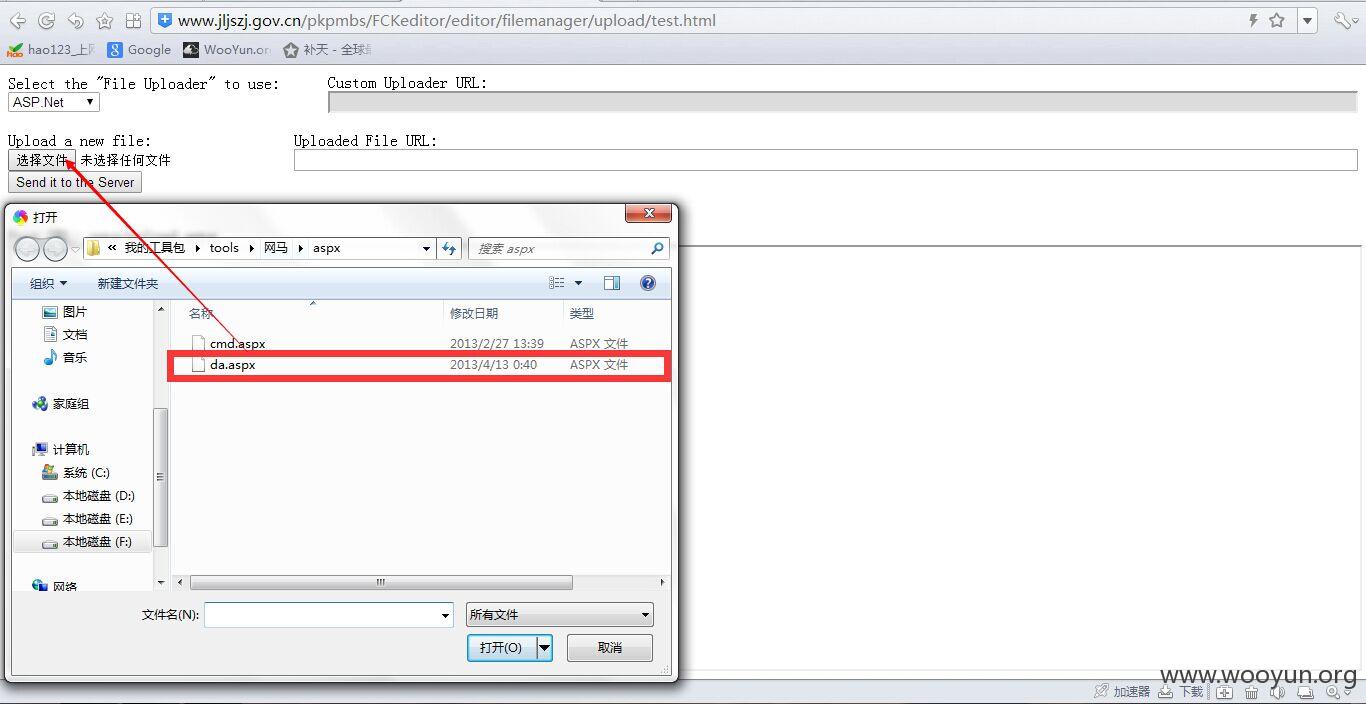 www.jljszj.gov.cn/pkpmbs/FCKeditor/editor/filemanager/upload/test.html
hao123_上网 Google WooYun.org 补天 - 全球
Select the "File Uploader" to use: Custom Uploader URL:
ASP.Net
Upload a new file: Uploaded File URL:
选择文件 未选择任何文件
Send it to the Server
打开
« 我的工具包 tools 网马 aspx 搜索 aspx
组织 新建文件夹
名称 修改日期 类型
图片
文档
音乐
家庭组
计算机
系统 (C:)
本地磁盘 (D:)
本地磁盘 (E:)
本地磁盘 (F:)
网络
cmd.aspx 2013/2/27 13:39 ASPX 文件
da.aspx 2013/4/13 0:40 ASPX 文件
文件名(N): 所有文件
打开(O) 取消
www.wooyun.org
加速器 下载